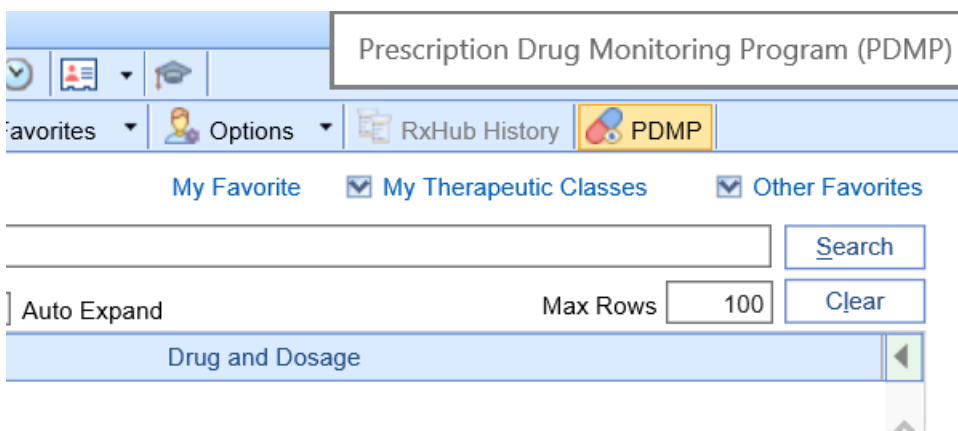 Prescription Drug Monitoring Program (PDMP)
Options RxHub History PDMP
My Favorite My Therapeutic Classes Other Favorites
Search
Auto Expand Max Rows 100 Clear
Drug and Dosage